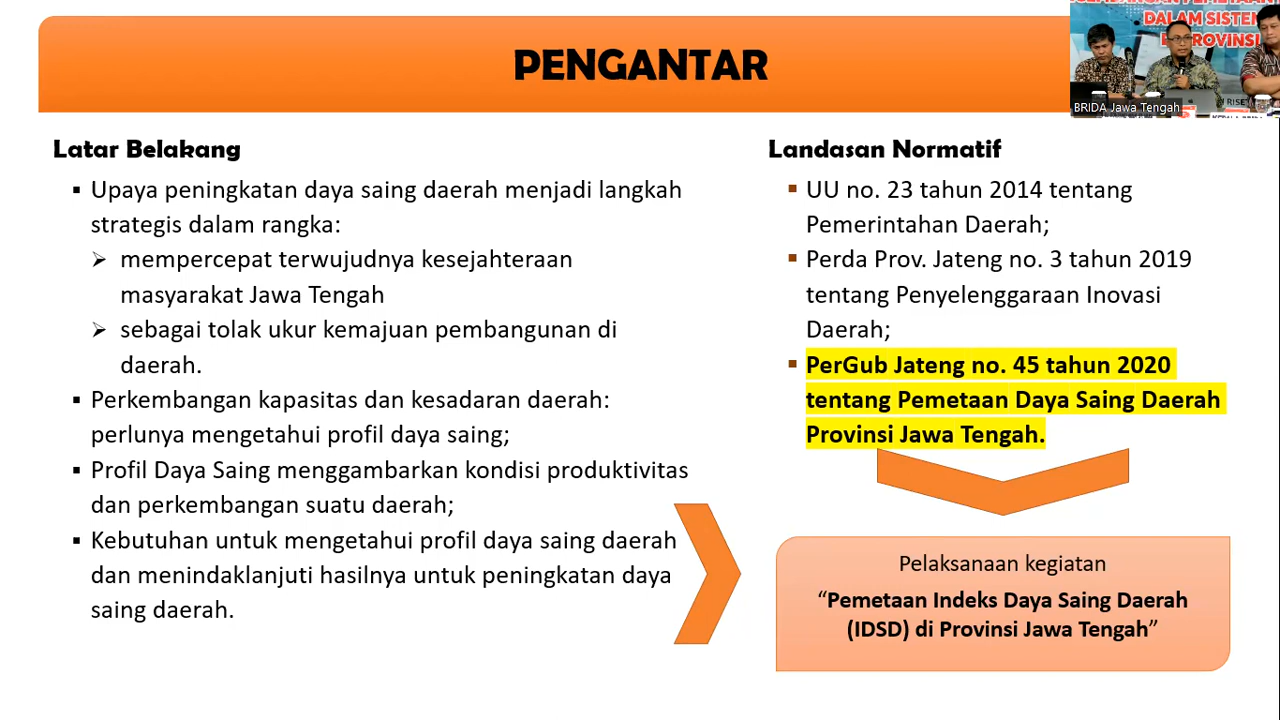 PENGANTAR
DALAM SISTEM
PROVINSI
BRIDA Jawa Tengah
Latar Belakang
▪ Upaya peningkatan daya saing daerah menjadi langkah
strategis dalam rangka:
➢ mempercepat terwujudnya kesejahteraan
masyarakat Jawa Tengah
➢ sebagai tolak ukur kemajuan pembangunan di
daerah.
▪ Perkembangan kapasitas dan kesadaran daerah:
perlunya mengetahui profil daya saing;
▪ Profil Daya Saing menggambarkan kondisi produktivitas
dan perkembangan suatu daerah;
▪ Kebutuhan untuk mengetahui profil daya saing daerah
dan menindaklanjuti hasilnya untuk peningkatan daya
saing daerah.
Landasan Normatif
▪ UU no. 23 tahun 2014 tentang
Pemerintahan Daerah;
▪ Perda Prov. Jateng no. 3 tahun 2019
tentang Penyelenggaraan Inovasi
Daerah;
▪ PerGub Jateng no. 45 tahun 2020
tentang Pemetaan Daya Saing Daerah
Provinsi Jawa Tengah.
Pelaksanaan kegiatan
“Pemetaan Indeks Daya Saing Daerah
(IDSD) di Provinsi Jawa Tengah”